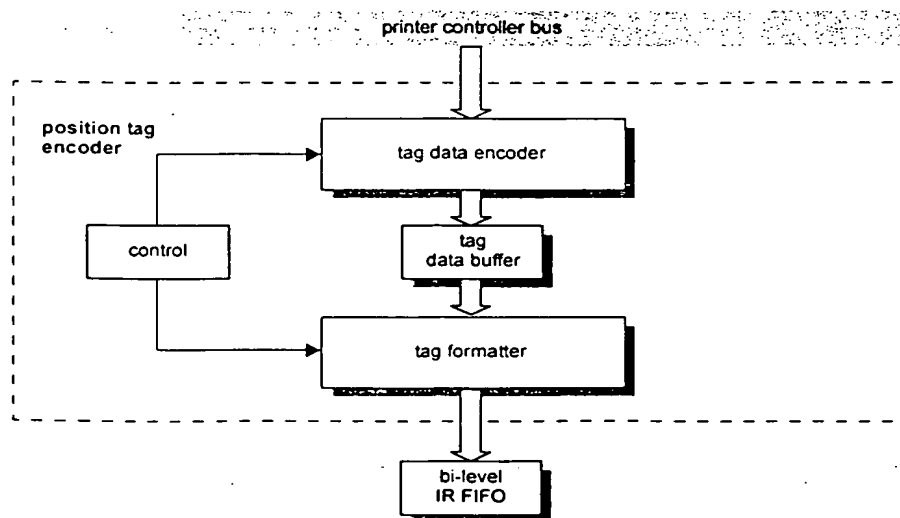 printer controller bus
position tag
encoder
tag data encoder
control
tag
data buffer
tag formatter
bi-level
IR FIFO